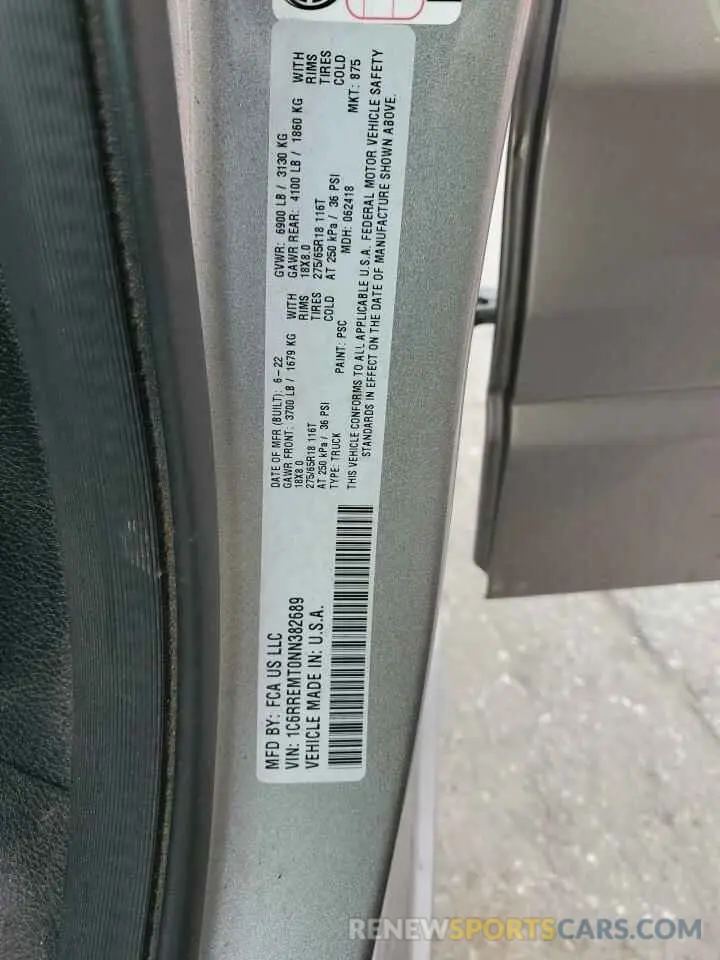 MFD BY: FCA US LLC
VIN: 1C6RREMT0NN382689
VEHICLE MADE IN: U.S.A.
DATE OF MFR (BUILT): 6-22
GAWR FRONT: 3700 LB / 1679 KG WITH
18X8.0 RIMS
275/65R18 116T TIRES
AT 250 kPa / 36 PSI COLD
TYPE: TRUCK PAINT: PSC
GVWR: 6900 LB / 3130 KG
GAWR REAR: 4100 LB / 1860 KG WITH
18X8.0 RIMS
275/65R18 116T TIRES
AT 250 kPa / 36 PSI COLD
MDH: 062418 MKT: 875
THIS VEHICLE CONFORMS TO ALL APPLICABLE U.S.A. FEDERAL MOTOR VEHICLE SAFETY
STANDARDS IN EFFECT ON THE DATE OF MANUFACTURE SHOWN ABOVE.
RENEWSPORTSCARS.COM